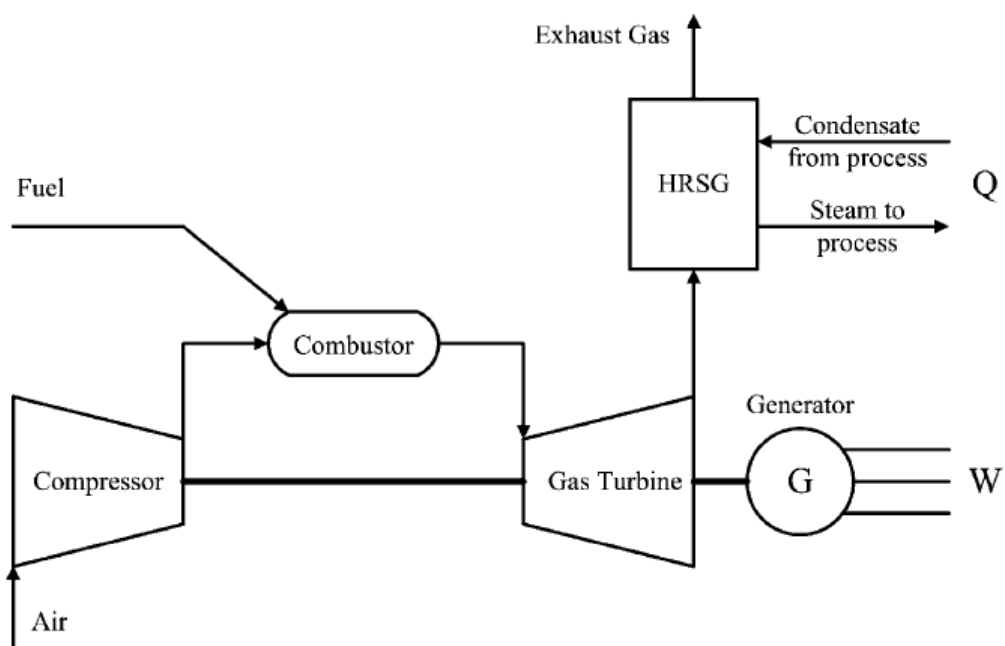 Exhaust Gas
Condensate
from process
HRSG
Q
Steam to
process
Fuel
Combustor
Generator
Compressor
Gas Turbine
G
W
Air